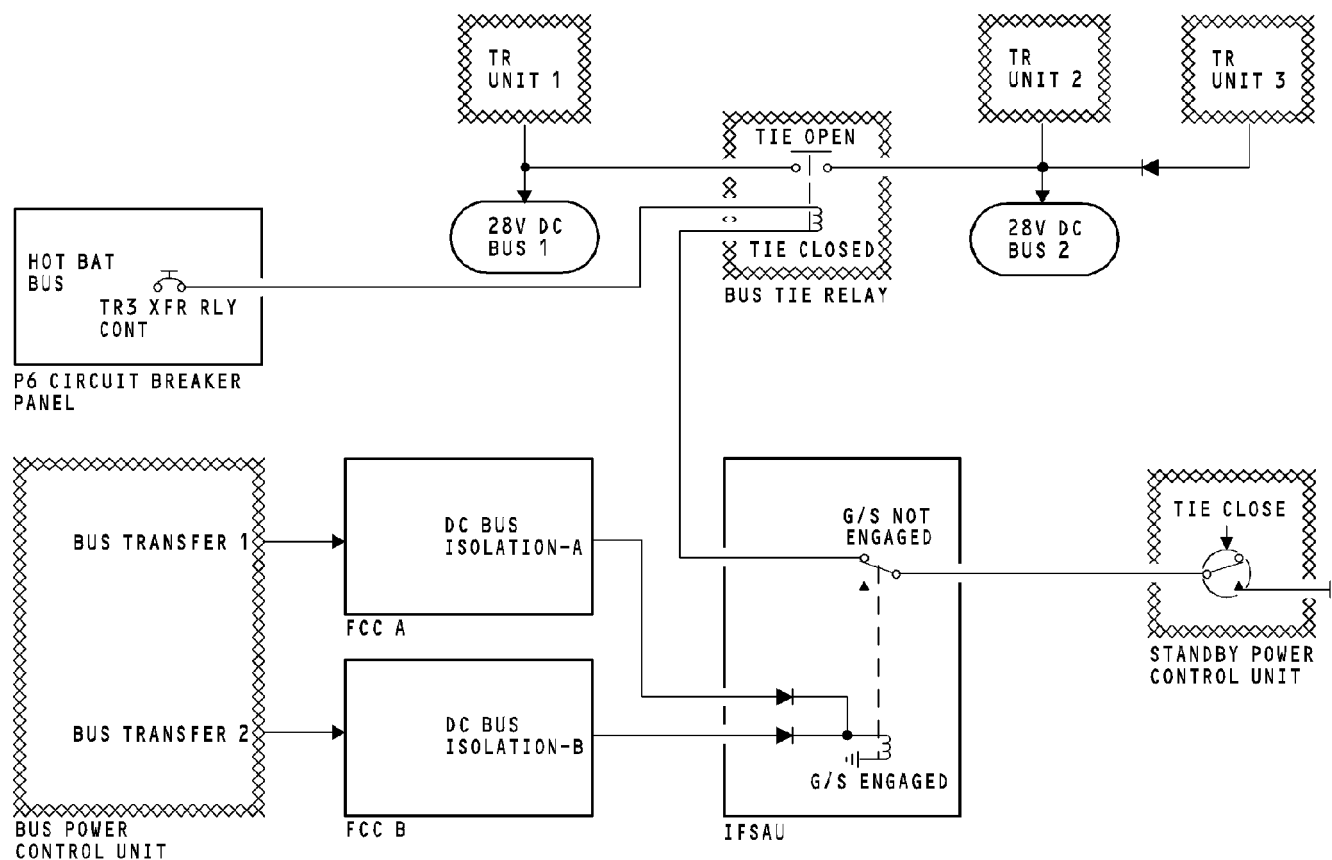 TR
UNIT 1
TR
UNIT 2
TR
UNIT 3
TIE OPEN
28V DC
BUS 1
28V DC
BUS 2
TIE CLOSED
BUS TIE RELAY
HOT BAT
BUS
TR3 XFR RLY
CONT
P6 CIRCUIT BREAKER
PANEL
BUS TRANSFER 1
DC BUS
ISOLATION-A
FCC A
G/S NOT
ENGAGED
TIE CLOSE
STANDBY POWER
CONTROL UNIT
BUS TRANSFER 2
DC BUS
ISOLATION-B
G/S ENGAGED
BUS POWER
CONTROL UNIT
FCC B
IFSAU